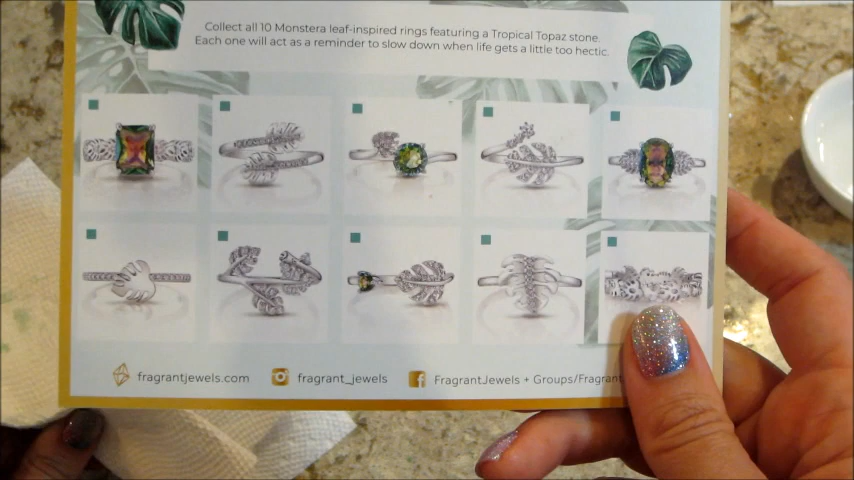 Collect all 10 Monstera leaf-inspired rings featuring a Tropical Topaz stone.
Each one will act as a reminder to slow down when life gets a little too hectic.
fragrantjewels.com fragrant_jewels FragrantJewels + Groups/Fragrant